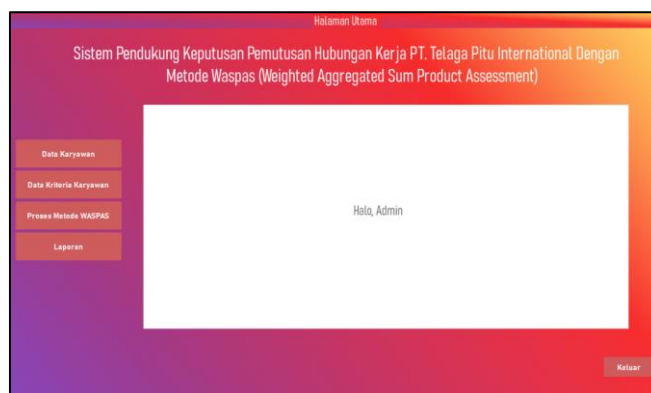 Halaman Utama
Sistem Pendukung Keputusan Pemutusan Hubungan Kerja PT. Telaga Pitu International Dengan
Metode Waspas (Weighted Aggregated Sum Product Assessment)
Data Karyawan
Data Kriteria Karyawan
Proses Metode WASPAS
Laporan
Halo, Admin
Keluar